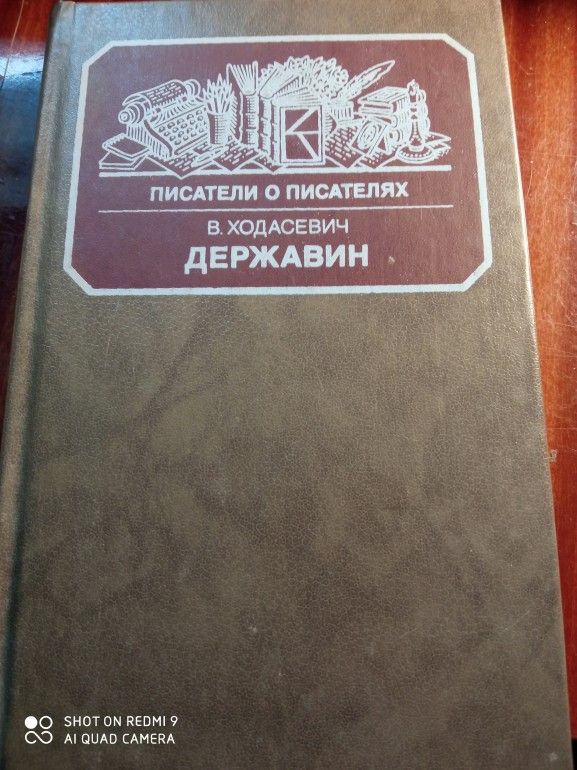 ПИСАТЕЛИ О ПИСАТЕЛЯХ
В. ХОДАСЕВИЧ
ДЕРЖАВИН
SHOT ON REDMI 9
AI QUAD CAMERA